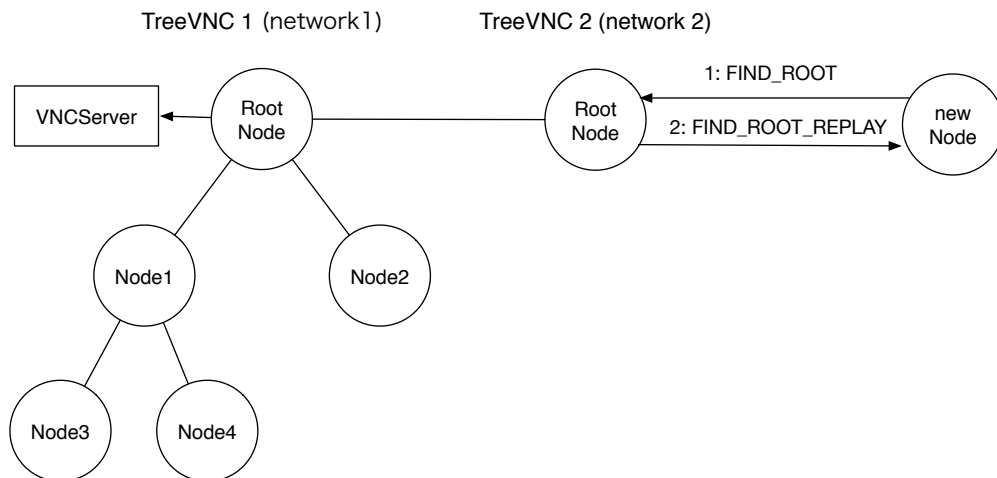 TreeVNC 1 (network1)
TreeVNC 2 (network 2)
1: FIND_ROOT
VNCServer
Root
Node
Root
Node
2: FIND_ROOT_REPLAY
new
Node
Node1
Node2
Node3
Node4